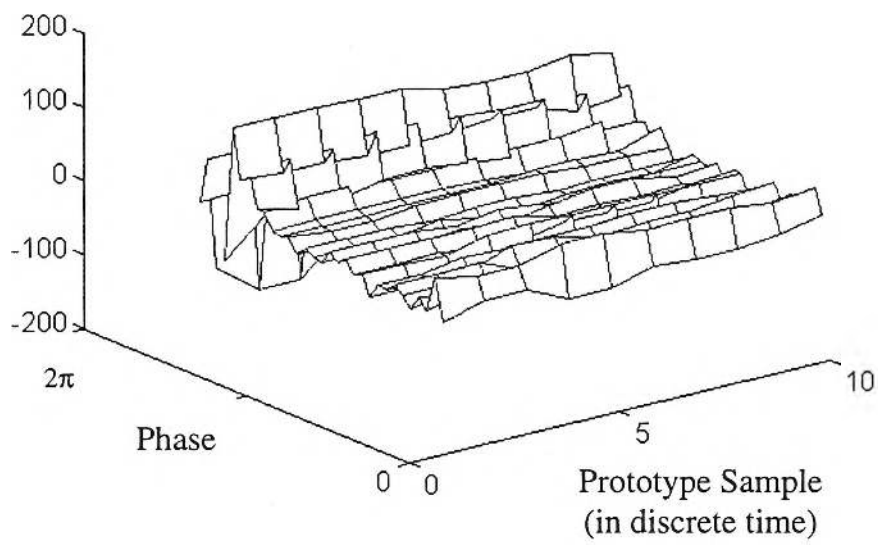 200
100
0
-100
-200
2π
Phase
0
0
5
10
Prototype Sample
(in discrete time)